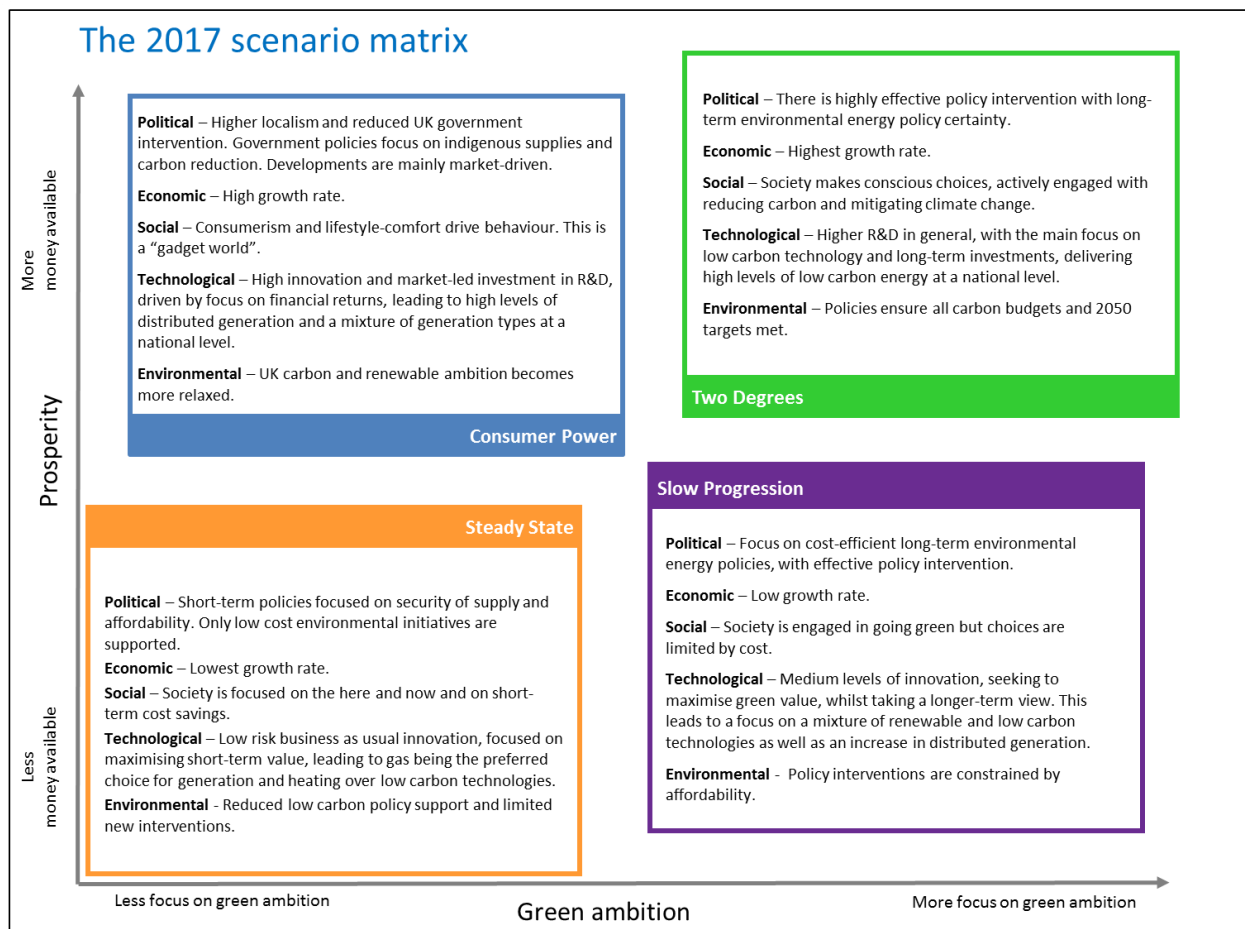 The 2017 scenario matrix
Political – Higher localism and reduced UK government
intervention. Government policies focus on indigenous supplies and
carbon reduction. Developments are mainly market-driven.
Economic – High growth rate.
Social – Consumerism and lifestyle-comfort drive behaviour. This is
a “gadget world”.
Technological – High innovation and market-led investment in R&D,
driven by focus on financial returns, leading to high levels of
distributed generation and a mixture of generation types at a
national level.
Environmental – UK carbon and renewable ambition becomes
more relaxed.
Consumer Power
Political – There is highly effective policy intervention with long-
term environmental energy policy certainty.
Economic – Highest growth rate.
Social – Society makes conscious choices, actively engaged with
reducing carbon and mitigating climate change.
Technological – Higher R&D in general, with the main focus on
low carbon technology and long-term investments, delivering
high levels of low carbon energy at a national level.
Environmental – Policies ensure all carbon budgets and 2050
targets met.
Two Degrees
Steady State
Political – Short-term policies focused on security of supply and
affordability. Only low cost environmental initiatives are
supported.
Economic – Lowest growth rate.
Social – Society is focused on the here and now and on short-
term cost savings.
Technological – Low risk business as usual innovation, focused on
maximising short-term value, leading to gas being the preferred
choice for generation and heating over low carbon technologies.
Environmental - Reduced low carbon policy support and limited
new interventions.
Slow Progression
Political – Focus on cost-efficient long-term environmental
energy policies, with effective policy intervention.
Economic – Low growth rate.
Social – Society is engaged in going green but choices are
limited by cost.
Technological – Medium levels of innovation, seeking to
maximise green value, whilst taking a longer-term view. This
leads to a focus on a mixture of renewable and low carbon
technologies as well as an increase in distributed generation.
Environmental - Policy interventions are constrained by
affordability.
More
money available
Prosperity
Less
money available
Less focus on green ambition
Green ambition
More focus on green ambition